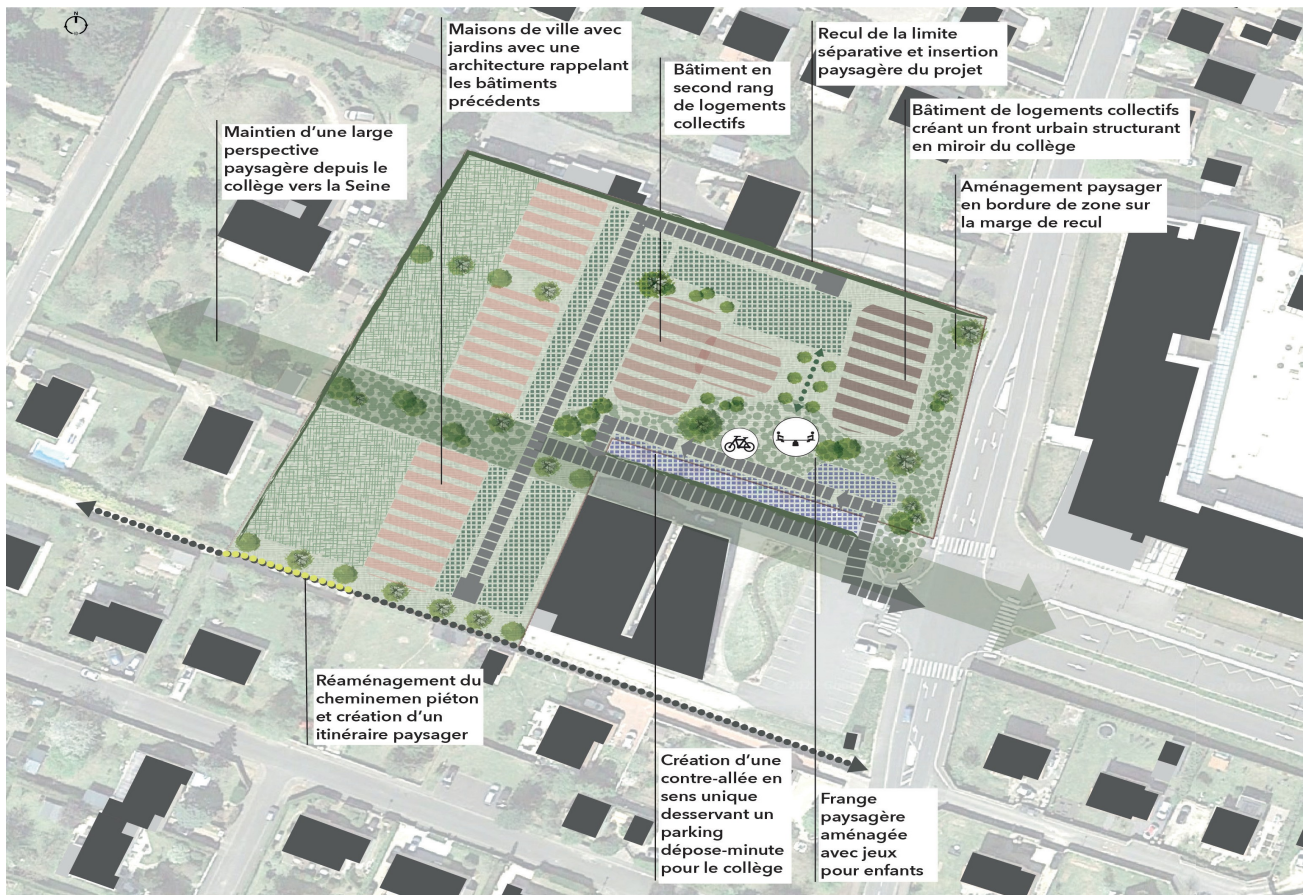 N
Maisons de ville avec
jardins avec une
architecture rappelant
les bâtiments
précédents
Bâtiment en
second rang
de logements
collectifs
Recul de la limite
séparative et insertion
paysagère du projet
Bâtiment de logements collectifs
créant un front urbain structurant
en miroir du collège
Maintien d’une large
perspective
paysagère depuis le
collège vers la Seine
Aménagement paysager
en bordure de zone sur
la marge de recul
Réaménagement du
cheminemen piéton
et création d’un
itinéraire paysager
Création d’une
contre-allée en
sens unique
desservant un
parking
dépose-minute
pour le collège
Frange
paysagère
aménagée
avec jeux
pour enfants